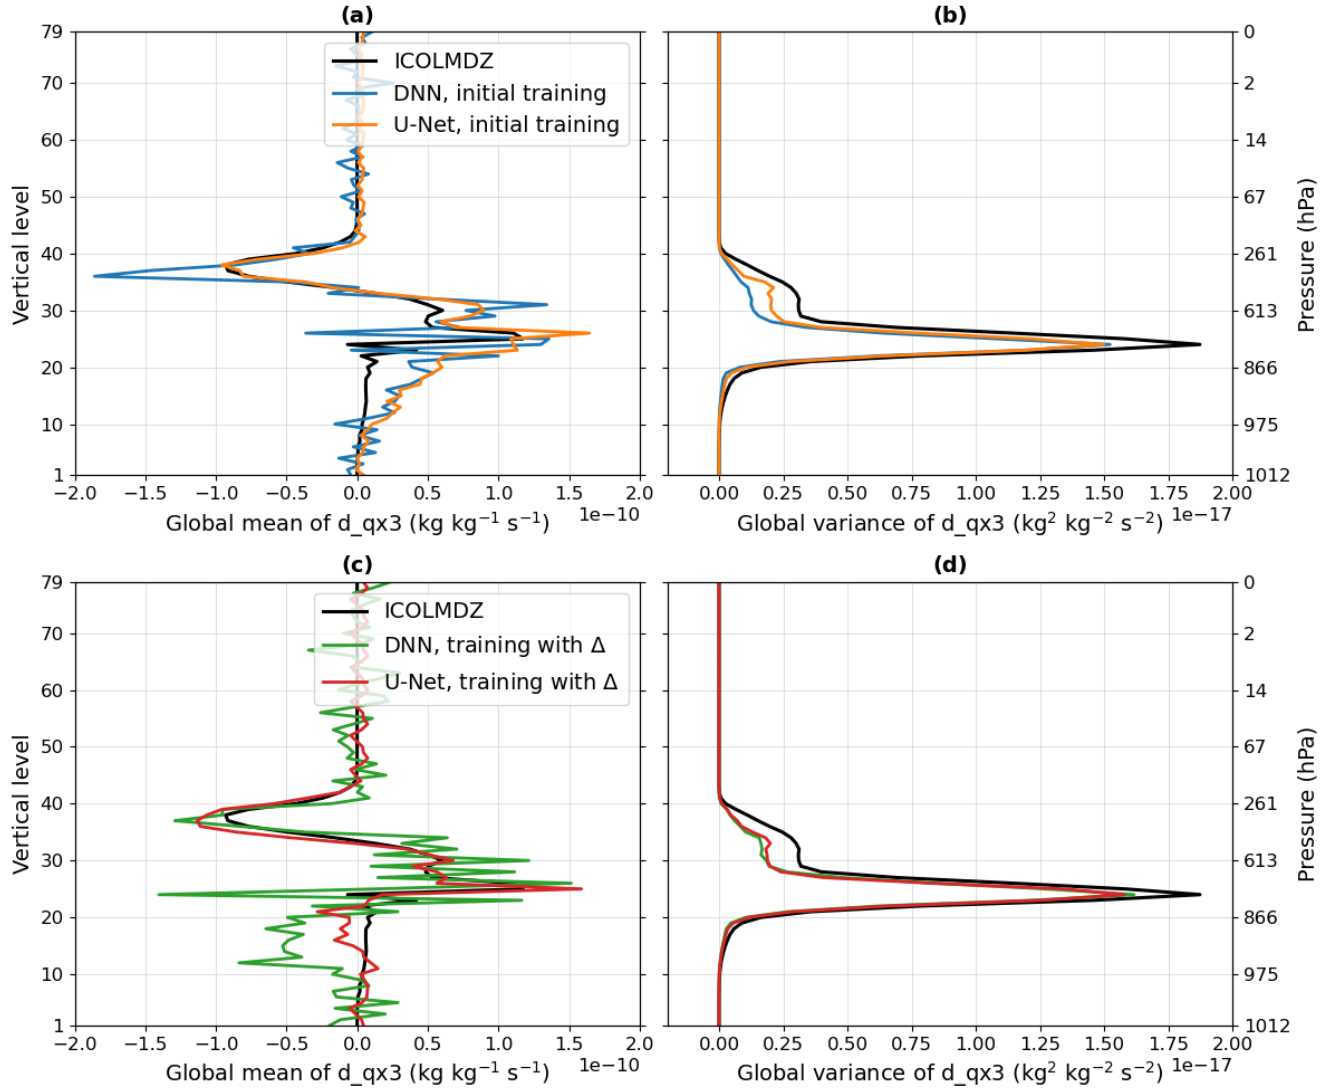 (a)
79
70
60
50
40
30
20
10
1
Vertical level
ICOLMDZ
DNN, initial training
U-Net, initial training
−2.0 −1.5 −1.0 −0.5 0.0 0.5 1.0 1.5 2.0
1e−10
Global mean of d_qx3 (kg kg⁻¹ s⁻¹)
(b)
0
2
14
67
261
613
866
975
1012
Pressure (hPa)
0.00 0.25 0.50 0.75 1.00 1.25 1.50 1.75 2.00
1e−17
Global variance of d_qx3 (kg² kg⁻² s⁻²)
(c)
79
70
60
50
40
30
20
10
1
Vertical level
ICOLMDZ
DNN, training with Δ
U-Net, training with Δ
−2.0 −1.5 −1.0 −0.5 0.0 0.5 1.0 1.5 2.0
1e−10
Global mean of d_qx3 (kg kg⁻¹ s⁻¹)
(d)
0
2
14
67
261
613
866
975
1012
Pressure (hPa)
0.00 0.25 0.50 0.75 1.00 1.25 1.50 1.75 2.00
1e−17
Global variance of d_qx3 (kg² kg⁻² s⁻²)